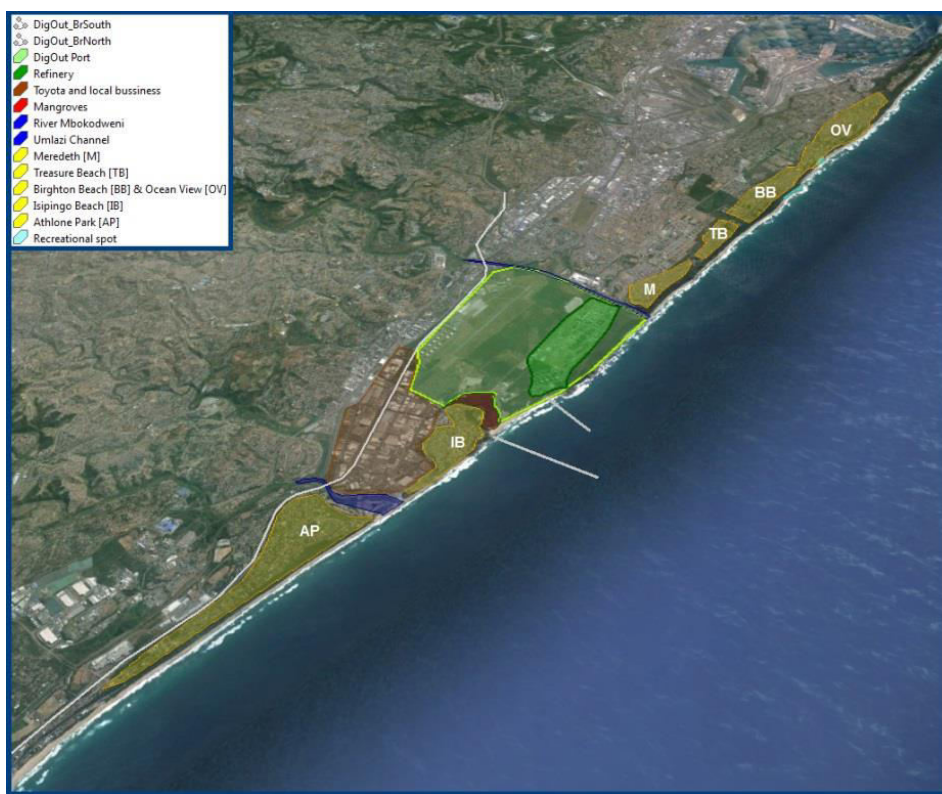 DigOut_BrSouth
DigOut_BrNorth
DigOut Port
Refinery
Toyota and local bussiness
Mangroves
River Mbokodweni
Umlazi Channel
Meredeth [M]
Treasure Beach [TB]
Birghton Beach [BB] & Ocean View [OV]
Isipingo Beach [IB]
Athlone Park [AP]
Recreational spot
OV
BB
TB
M
IB
AP